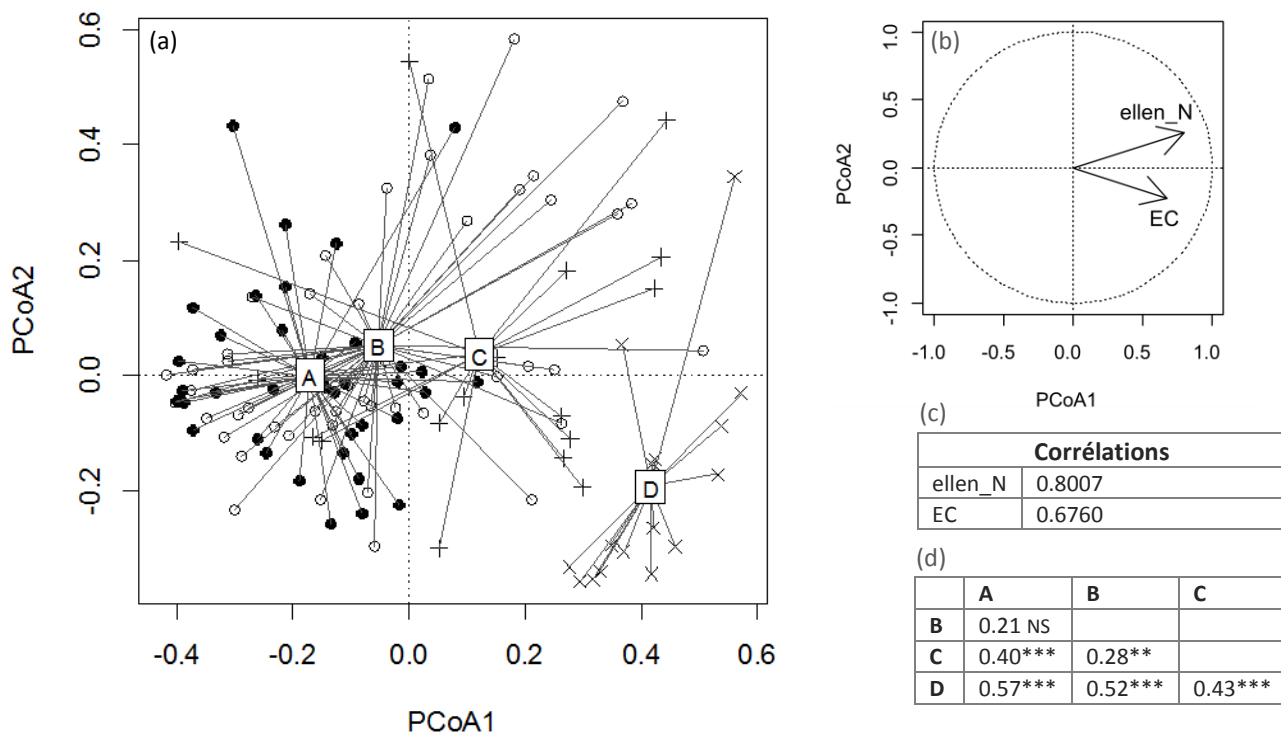 (a)
PCoA2
0.6
0.4
0.2
0.0
-0.2
A
B
C
D
-0.4 -0.2 0.0 0.2 0.4 0.6
PCoA1
(b)
PCoA2
1.0
0.5
0.0
-0.5
-1.0
ellen_N
EC
-1.0 0.0 0.5 1.0
PCoA1
(c)
Corrélations
ellen_N 0.8007
EC 0.6760
(d)
A B C
B 0.21 NS
C 0.40*** 0.28**
D 0.57*** 0.52*** 0.43***